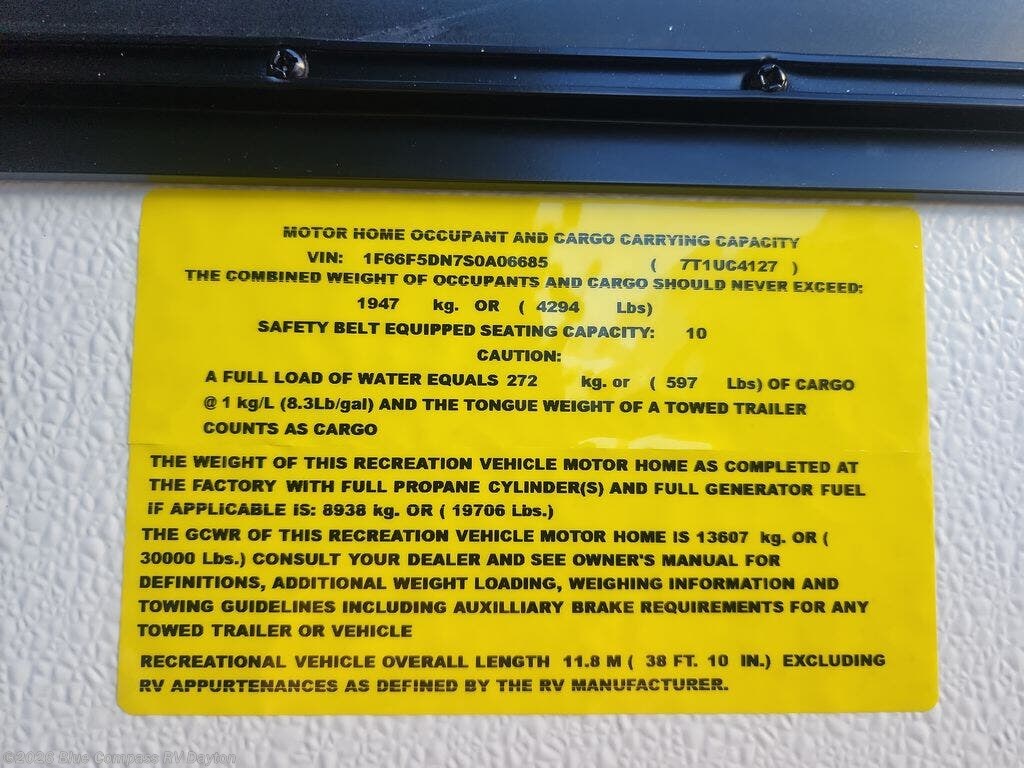 MOTOR HOME OCCUPANT AND CARGO CARRYING CAPACITY
VIN: 1F66F5DN7S0A06685 ( 7T1UC4127 )
THE COMBINED WEIGHT OF OCCUPANTS AND CARGO SHOULD NEVER EXCEED:
1947 kg. OR ( 4294 Lbs)
SAFETY BELT EQUIPPED SEATING CAPACITY: 10
CAUTION:
A FULL LOAD OF WATER EQUALS 272 kg. or ( 597 Lbs) OF CARGO
@ 1 kg/L (8.3Lb/gal) AND THE TONGUE WEIGHT OF A TOWED TRAILER
COUNTS AS CARGO
THE WEIGHT OF THIS RECREATION VEHICLE MOTOR HOME AS COMPLETED AT
THE FACTORY WITH FULL PROPANE CYLINDER(S) AND FULL GENERATOR FUEL
iF APPLICABLE iS: 8938 kg. OR ( 19706 Lbs.)
THE GCWR OF THIS RECREATION VEHICLE MOTOR HOME IS 13607 kg. OR (
30000 Lbs.) CONSULT YOUR DEALER AND SEE OWNER'S MANUAL FOR
DEFINITIONS, ADDITIONAL WEIGHT LOADING, WEIGHING INFORMATION AND
TOWING GUIDELINES INCLUDING AUXILLIARY BRAKE REQUIREMENTS FOR ANY
TOWED TRAILER OR VEHICLE
RECREATIONAL VEHICLE OVERALL LENGTH 11.8 M ( 38 FT. 10 IN.) EXCLUDING
RV APPURTENANCES AS DEFINED BY THE RV MANUFACTURER.
©2026 Blue Compass RV Dayton